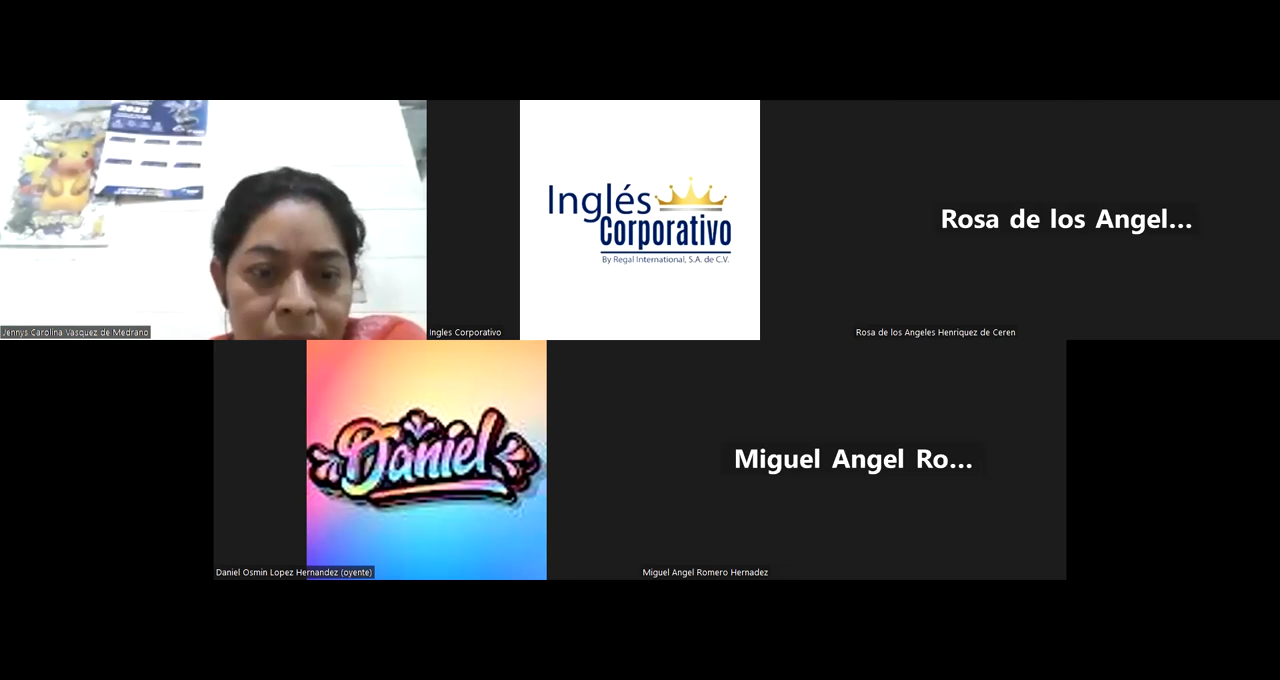 2023
Jennys Carolina Vasquez de Medrano
Inglés
Corporativo
By Regal International, S.A. de C.V.
Ingles Corporativo
Rosa de los Angel...
Rosa de los Angeles Henriquez de Ceren
Daniel
Daniel Osmin Lopez Hernandez (oyente)
Miguel Angel Ro...
Miguel Angel Romero Hernadez